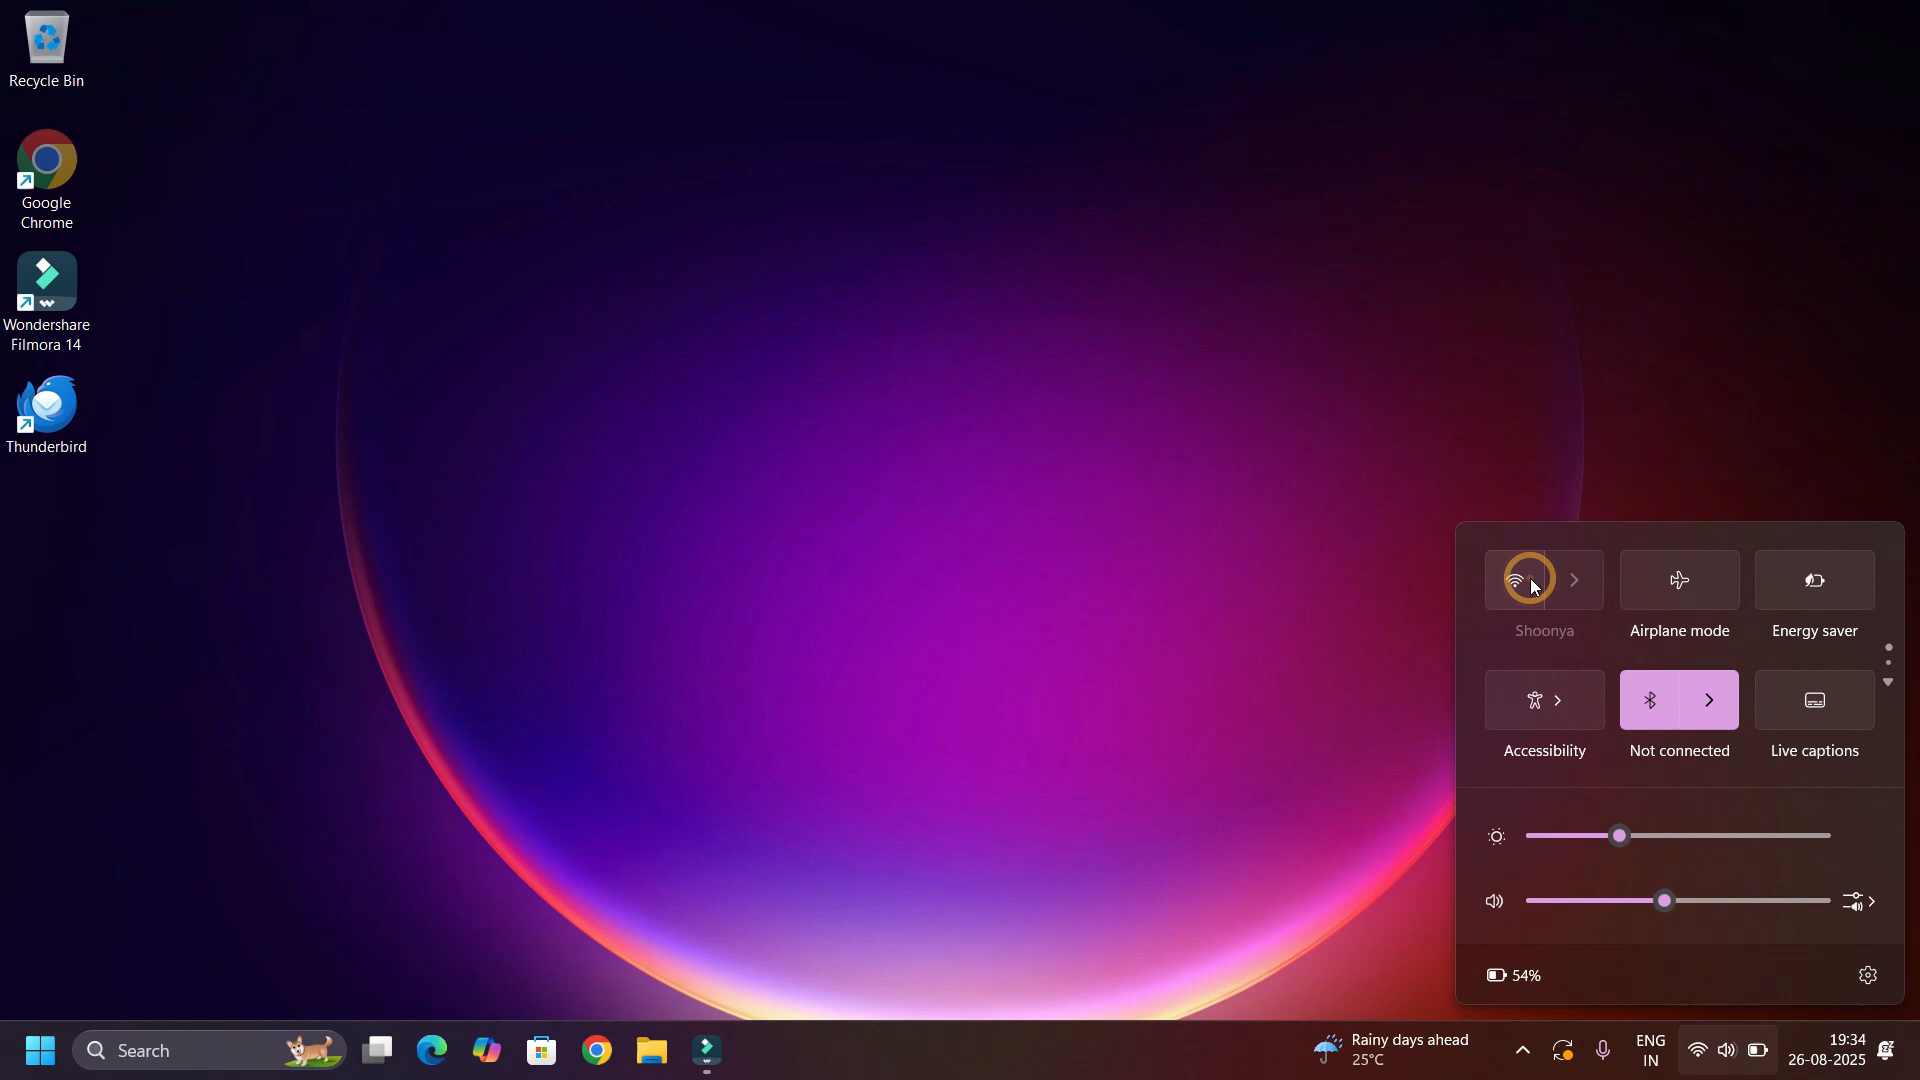 Recycle Bin
Google
Chrome
Wondershare
Filmora 14
Thunderbird
Shoonya
Airplane mode
Energy saver
Accessibility
Not connected
Live captions
54%
Search
Rainy days ahead
25°C
ENG
IN
19:34
26-08-2025